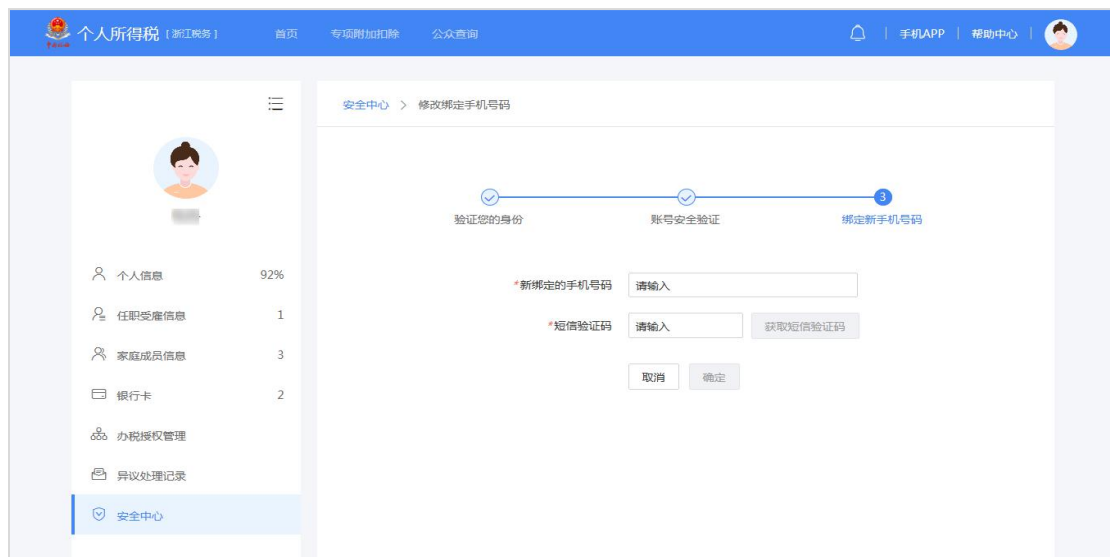 个人所得税 [ 浙江税务 ] 首页 专项附加扣除 公众查询 手机APP 帮助中心
安全中心 > 修改绑定手机号码
3
验证您的身份 账号安全验证 绑定新手机号码
个人信息 92%
任职受雇信息 1
家庭成员信息 3
银行卡 2
办税授权管理
异议处理记录
安全中心
*新绑定的手机号码 请输入
*短信验证码 请输入 获取短信验证码
取消 确定